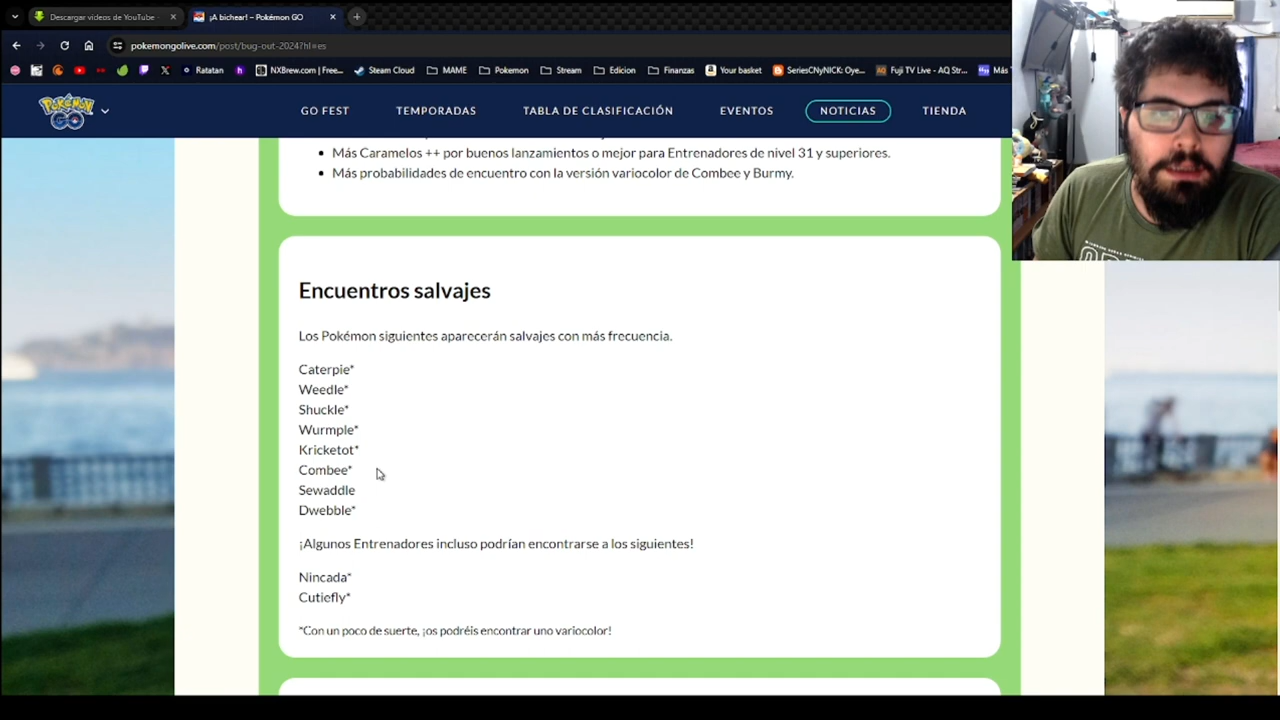 Descargar vídeos de YouTube -
¡A bichear! – Pokémon GO
pokemongolive.com/post/bug-out-2024?hl=es
Ratatan
NXBrew.com | Free...
Steam Cloud
MAME
Pokemon
Stream
Edicion
Finanzas
Your basket
SeriesCNyNICK: Oye...
Fuji TV Live - AQ Str...
Más
POKÉMON GO
GO FEST
TEMPORADAS
TABLA DE CLASIFICACIÓN
EVENTOS
NOTICIAS
TIENDA
• Más Caramelos ++ por buenos lanzamientos o mejor para Entrenadores de nivel 31 y superiores.
• Más probabilidades de encuentro con la versión variocolor de Combee y Burmy.
Encuentros salvajes
Los Pokémon siguientes aparecerán salvajes con más frecuencia.
Caterpie*
Weedle*
Shuckle*
Wurmple*
Kricketot*
Combee*
Sewaddle
Dwebble*
¡Algunos Entrenadores incluso podrían encontrarse a los siguientes!
Nincada*
Cutiefly*
*Con un poco de suerte, ¡os podréis encontrar uno variocolor!